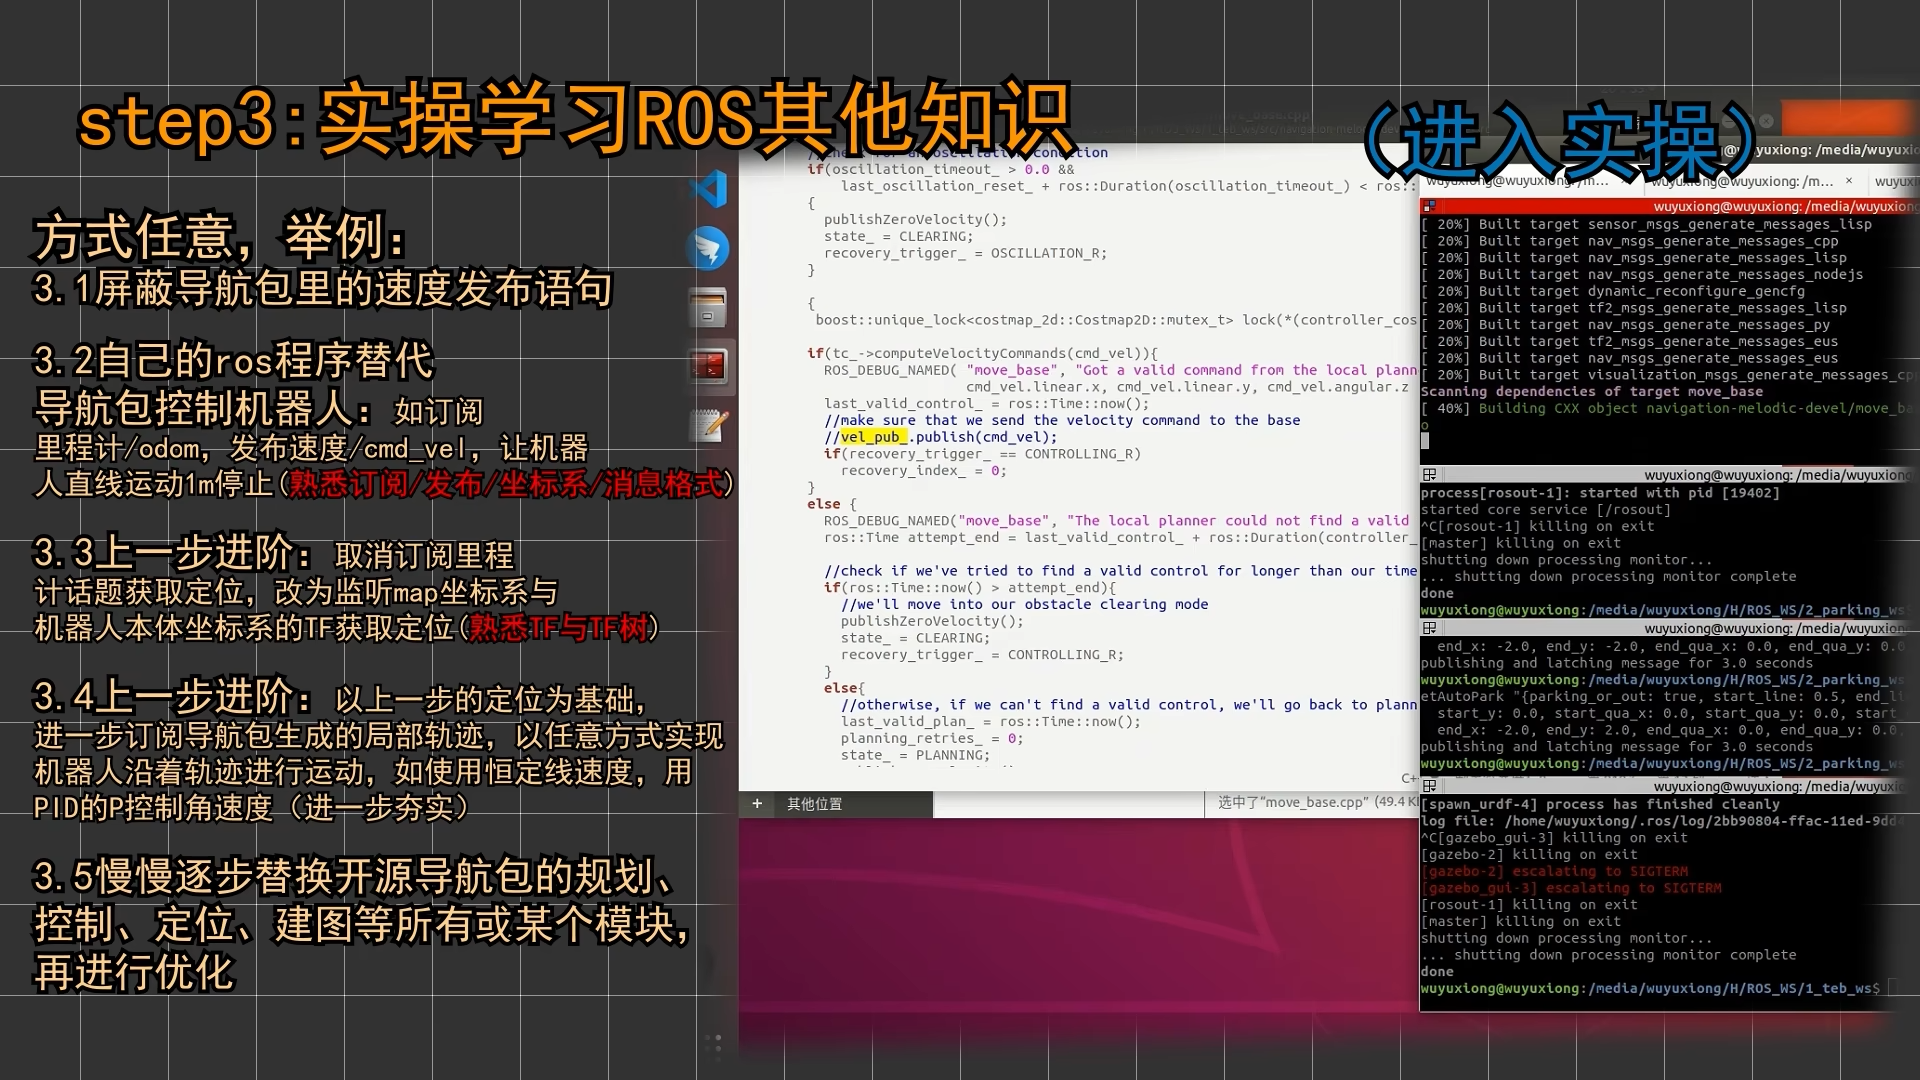 step3:实操学习ROS其他知识
（进入实操）
方式任意，举例：
3.1屏蔽导航包里的速度发布语句
3.2自己的ros程序替代
导航包控制机器人：如订阅
里程计/odom，发布速度/cmd_vel，让机器
人直线运动1m停止(熟悉订阅/发布/坐标系/消息格式)
3.3上一步进阶：取消订阅里程
计话题获取定位，改为监听map坐标系与
机器人本体坐标系的TF获取定位(熟悉TF与TF树)
3.4上一步进阶：以上一步的定位为基础，
进一步订阅导航包生成的局部轨迹，以任意方式实现
机器人沿着轨迹进行运动，如使用恒定线速度，用
PID的P控制角速度（进一步夯实）
3.5慢慢逐步替换开源导航包的规划、
控制、定位、建图等所有或某个模块，
再进行优化
if(oscillation_timeout_ > 0.0 &&
last_oscillation_reset_ + ros::Duration(oscillation_timeout_) < ros::
{
publishZeroVelocity();
state_ = CLEARING;
recovery_trigger_ = OSCILLATION_R;
}
{
boost::unique_lock<costmap_2d::Costmap2D::mutex_t> lock(*(controller_cos
if(tc_->computeVelocityCommands(cmd_vel)){
ROS_DEBUG_NAMED( "move_base", "Got a valid command from the local plann
cmd_vel.linear.x, cmd_vel.linear.y, cmd_vel.angular.z
last_valid_control_ = ros::Time::now();
//make sure that we send the velocity command to the base
//vel_pub_.publish(cmd_vel);
if(recovery_trigger_ == CONTROLLING_R)
recovery_index_ = 0;
}
else {
ROS_DEBUG_NAMED("move_base", "The local planner could not find a valid
ros::Time attempt_end = last_valid_control_ + ros::Duration(controller_
//check if we've tried to find a valid control for longer than our time
if(ros::Time::now() > attempt_end){
//we'll move into our obstacle clearing mode
publishZeroVelocity();
state_ = CLEARING;
recovery_trigger_ = CONTROLLING_R;
}
else{
//otherwise, if we can't find a valid control, we'll go back to plann
last_valid_plan_ = ros::Time::now();
planning_retries_ = 0;
state_ = PLANNING;
C+
+ 其他位置
选中了“move_base.cpp” (49.4 K
@wuyuxiong: /media/wuyuxio
@wuyuxiong: /m... × wuyux
wuyuxiong@wuyuxiong: /media/wuyuxiong
[ 20%] Built target sensor_msgs_generate_messages_lisp
[ 20%] Built target nav_msgs_generate_messages_cpp
[ 20%] Built target nav_msgs_generate_messages_lisp
[ 20%] Built target nav_msgs_generate_messages_nodejs
[ 20%] Built target dynamic_reconfigure_gencfg
[ 20%] Built target tf2_msgs_generate_messages_lisp
[ 20%] Built target nav_msgs_generate_messages_py
[ 20%] Built target tf2_msgs_generate_messages_eus
[ 20%] Built target nav_msgs_generate_messages_eus
[ 20%] Built target visualization_msgs_generate_messages_cp
Scanning dependencies of target move_base
[ 40%] Building CXX object navigation-melodic-devel/move_ba
o
wuyuxiong@wuyuxiong: /media/wuyuxiong
process[rosout-1]: started with pid [19402]
started core service [/rosout]
^C[rosout-1] killing on exit
[master] killing on exit
shutting down processing monitor...
... shutting down processing monitor complete
done
wuyuxiong@wuyuxiong:/media/wuyuxiong/H/ROS_WS/2_parking_ws
wuyuxiong@wuyuxiong: /media/wuyuxiong
end_x: -2.0, end_y: -2.0, end_qua_x: 0.0, end_qua_y: 0.0
publishing and latching message for 3.0 seconds
wuyuxiong@wuyuxiong:/media/wuyuxiong/H/ROS_WS/2_parking_ws
etAutoPark "{parking_or_out: true, start_line: 0.5, end_li
start_y: 0.0, start_qua_x: 0.0, start_qua_y: 0.0, start_
end_x: -2.0, end_y: 2.0, end_qua_x: 0.0, end_qua_y: 0.0,
publishing and latching message for 3.0 seconds
wuyuxiong@wuyuxiong:/media/wuyuxiong/H/ROS_WS/2_parking_ws
wuyuxiong@wuyuxiong: /media/wuyuxiong
[spawn_urdf-4] process has finished cleanly
log file: /home/wuyuxiong/.ros/log/2bb90804-ffac-11ed-9dd4
^C[gazebo_gui-3] killing on exit
[gazebo-2] killing on exit
[gazebo-2] escalating to SIGTERM
[gazebo_gui-3] escalating to SIGTERM
[rosout-1] killing on exit
[master] killing on exit
shutting down processing monitor...
... shutting down processing monitor complete
done
wuyuxiong@wuyuxiong:/media/wuyuxiong/H/ROS_WS/1_teb_ws$